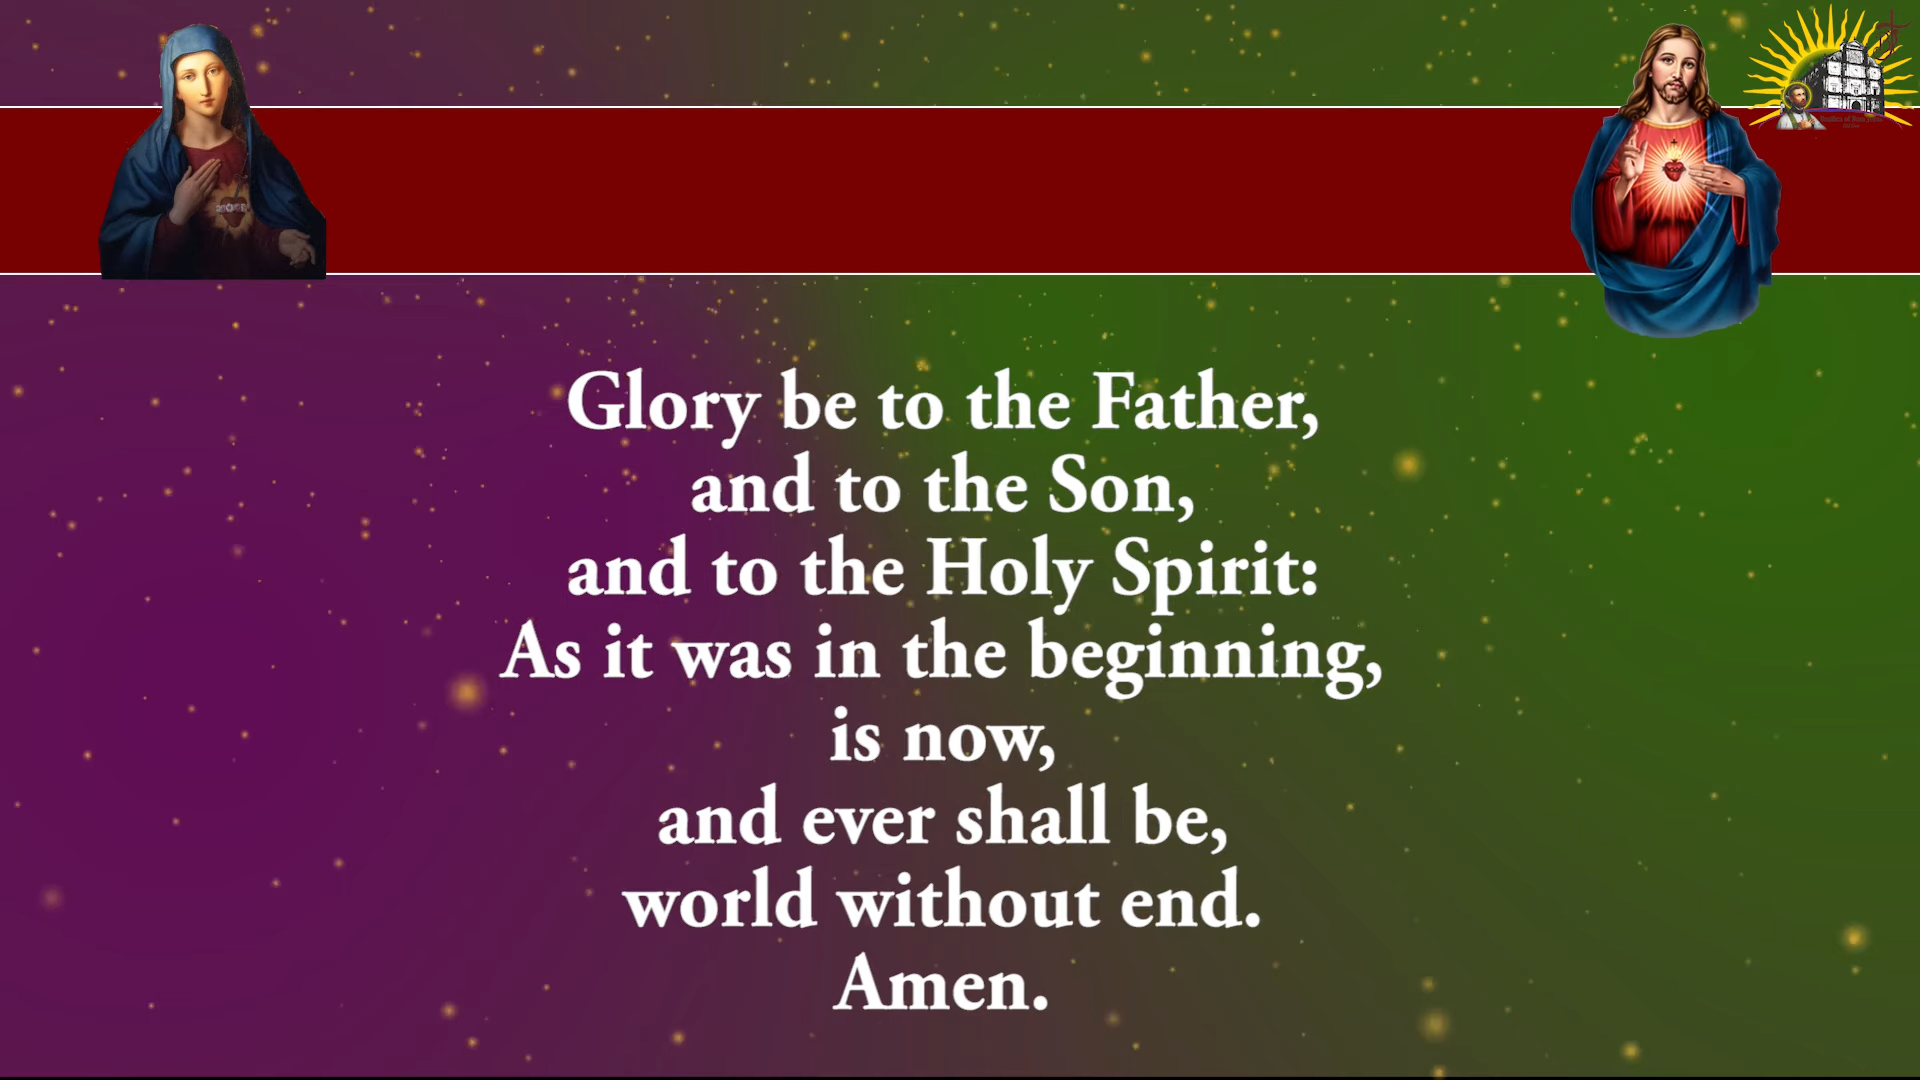 Glory be to the Father,
and to the Son,
and to the Holy Spirit:
As it was in the beginning,
is now,
and ever shall be,
world without end.
Amen.